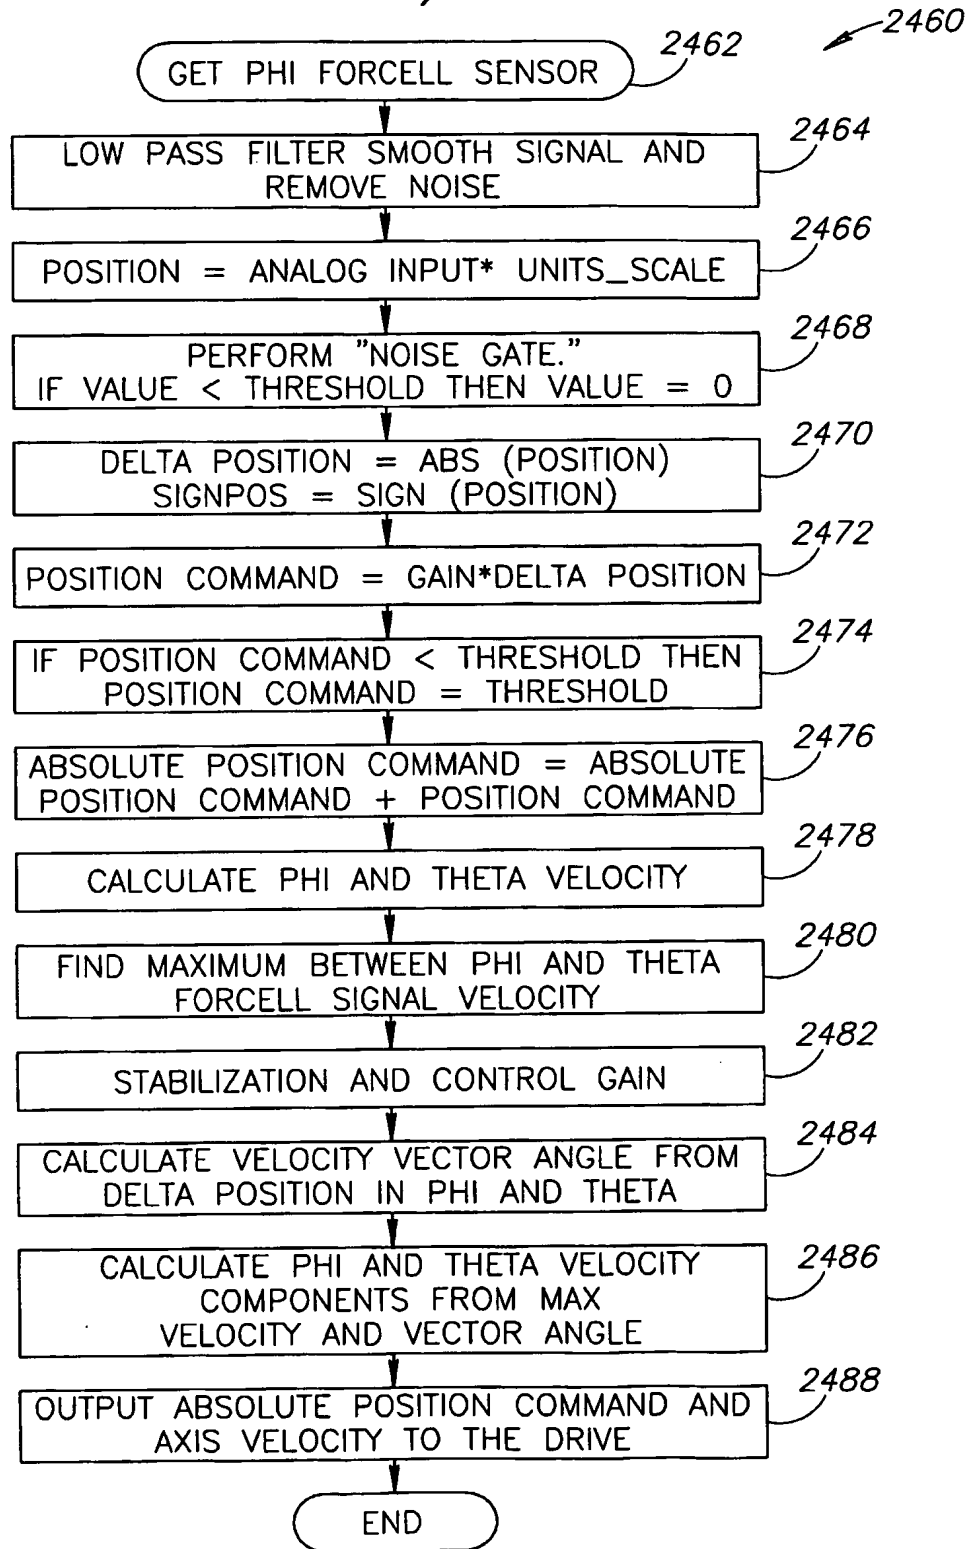 2460
GET PHI FORCELL SENSOR
2462
LOW PASS FILTER SMOOTH SIGNAL AND
REMOVE NOISE
2464
POSITION = ANALOG INPUT* UNITS_SCALE
2466
PERFORM "NOISE GATE."
IF VALUE < THRESHOLD THEN VALUE = 0
2468
DELTA POSITION = ABS (POSITION)
SIGNPOS = SIGN (POSITION)
2470
POSITION COMMAND = GAIN*DELTA POSITION
2472
IF POSITION COMMAND < THRESHOLD THEN
POSITION COMMAND = THRESHOLD
2474
ABSOLUTE POSITION COMMAND = ABSOLUTE
POSITION COMMAND + POSITION COMMAND
2476
CALCULATE PHI AND THETA VELOCITY
2478
FIND MAXIMUM BETWEEN PHI AND THETA
FORCELL SIGNAL VELOCITY
2480
STABILIZATION AND CONTROL GAIN
2482
CALCULATE VELOCITY VECTOR ANGLE FROM
DELTA POSITION IN PHI AND THETA
2484
CALCULATE PHI AND THETA VELOCITY
COMPONENTS FROM MAX
VELOCITY AND VECTOR ANGLE
2486
OUTPUT ABSOLUTE POSITION COMMAND AND
AXIS VELOCITY TO THE DRIVE
2488
END